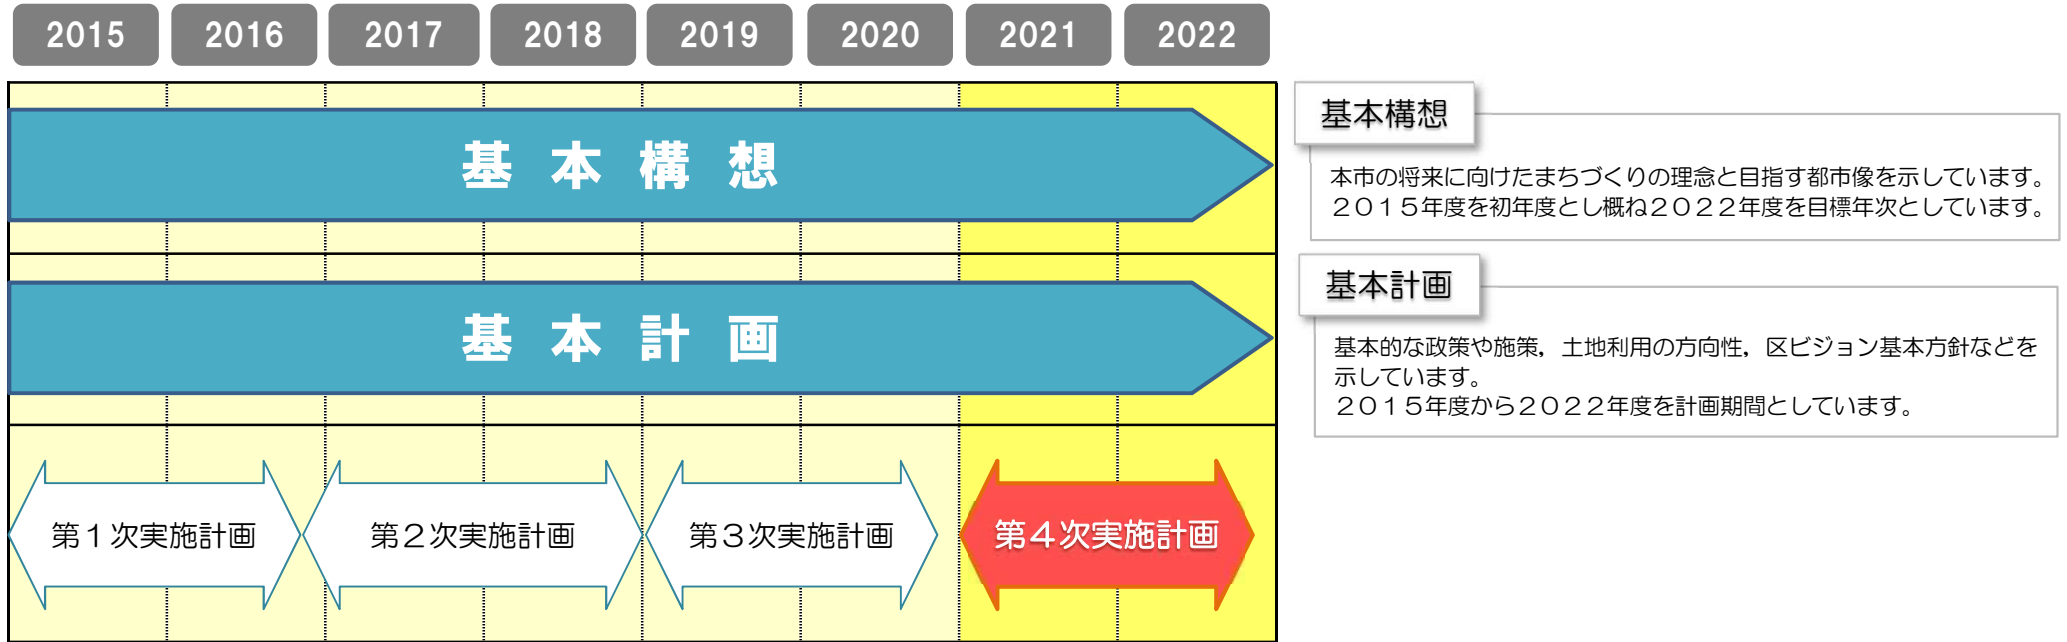 2015 2016 2017 2018 2019 2020 2021 2022
基本構想
基本計画
第１次実施計画 第２次実施計画 第３次実施計画 第４次実施計画
基本構想
本市の将来に向けたまちづくりの理念と目指す都市像を示しています。
２０１５年度を初年度とし概ね２０２２年度を目標年次としています。
基本計画
基本的な政策や施策，土地利用の方向性，区ビジョン基本方針などを
示しています。
２０１５年度から２０２２年度を計画期間としています。